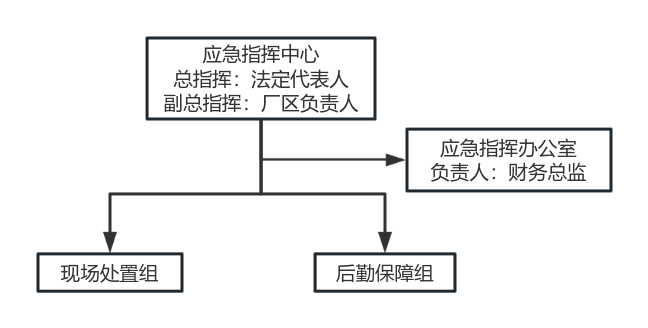 应急指挥中心
总指挥：法定代表人
副总指挥：厂区负责人
应急指挥办公室
负责人：财务总监
现场处置组
后勤保障组